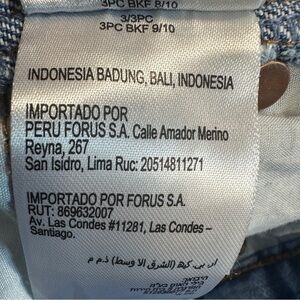 3PC BKF 8/10
3/3PC
3PC BKF 9/10
INDONESIA BADUNG, BALI, INDONESIA
IMPORTADO POR
PERU FORUS S.A. Calle Amador Merino
Reyna, 267
San Isidro, Lima Ruc: 20514811271
IMPORTADO POR FORUS S.A.
RUT: 869632007
Av. Las Condes #11281, Las Condes –
Santiago.
(الشرق الأوسط) ذ.م.م